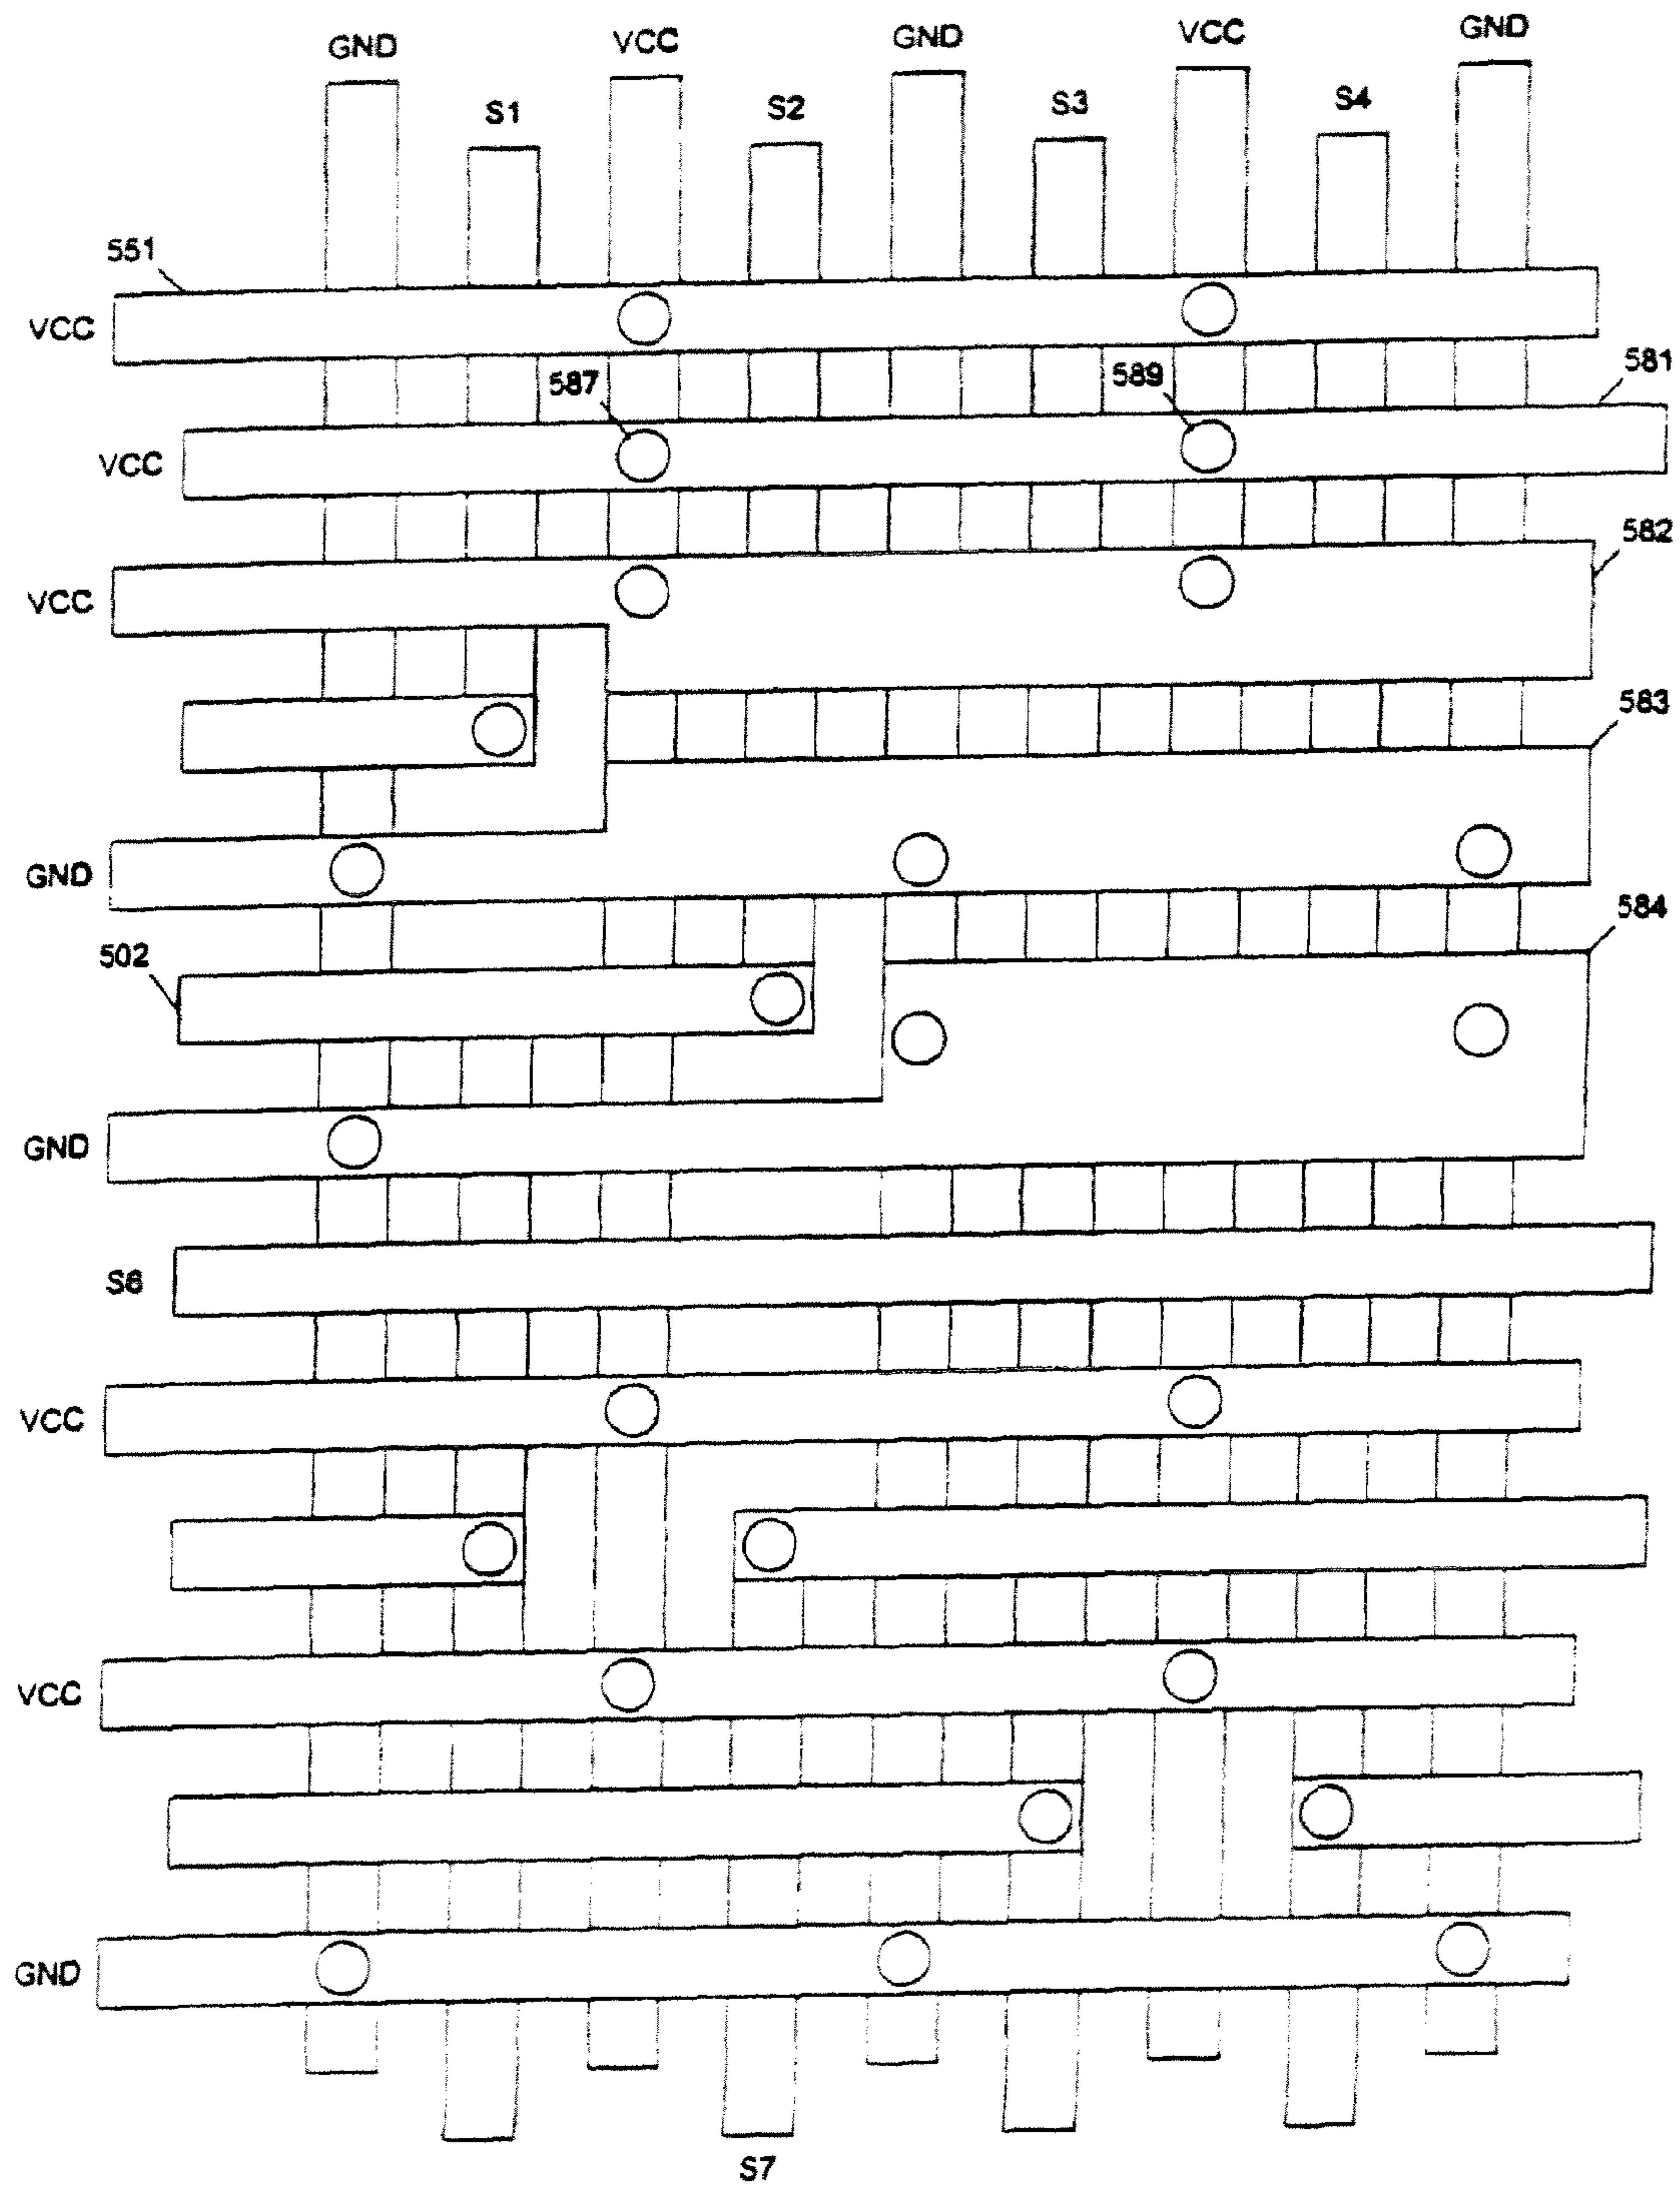 GND
VCC
GND
VCC
GND
S1
S2
S3
S4
551
VCC
587
589
581
VCC
582
VCC
583
GND
584
502
GND
S6
VCC
VCC
GND
S7